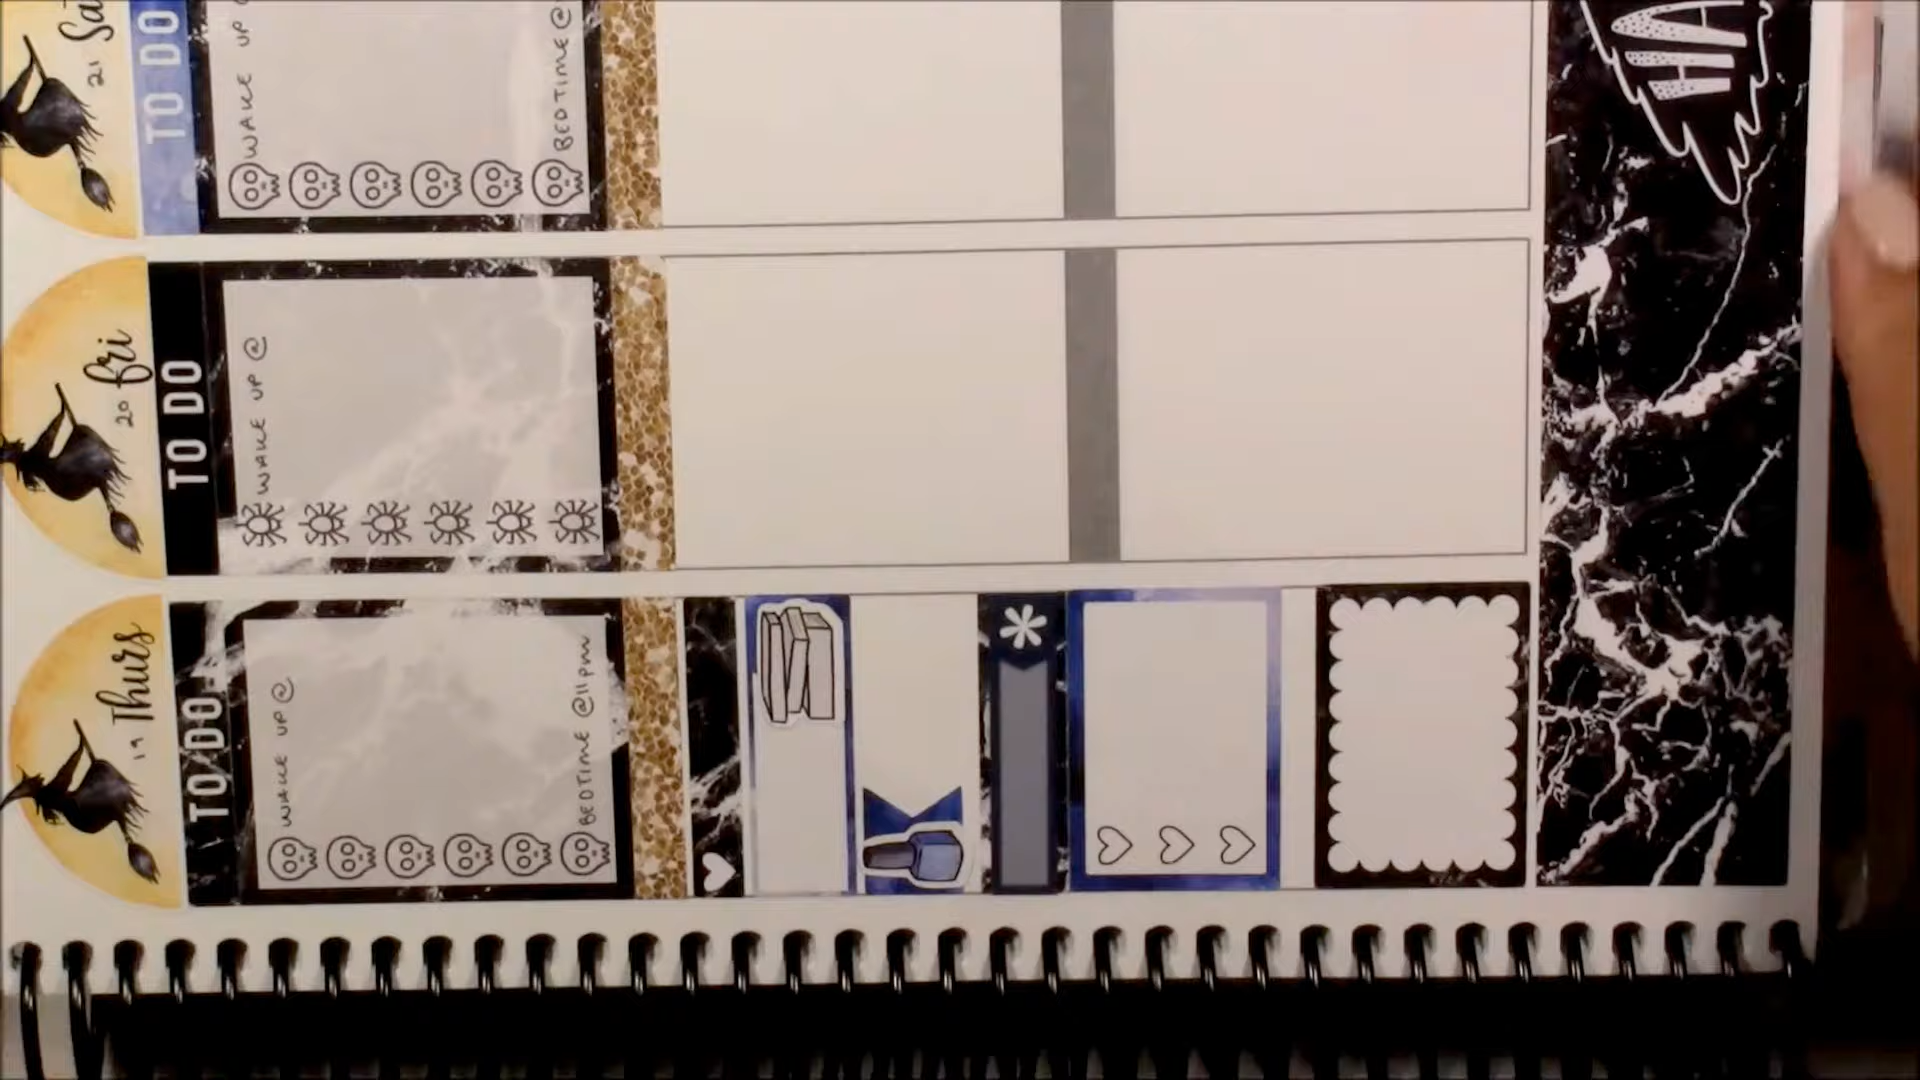 19 Thurs
TO DO
WAKE UP @
BEDTIME @ 11pm
20 fri
TO DO
WAKE UP @
21
TO DO
WAKE UP
BEDTIME @